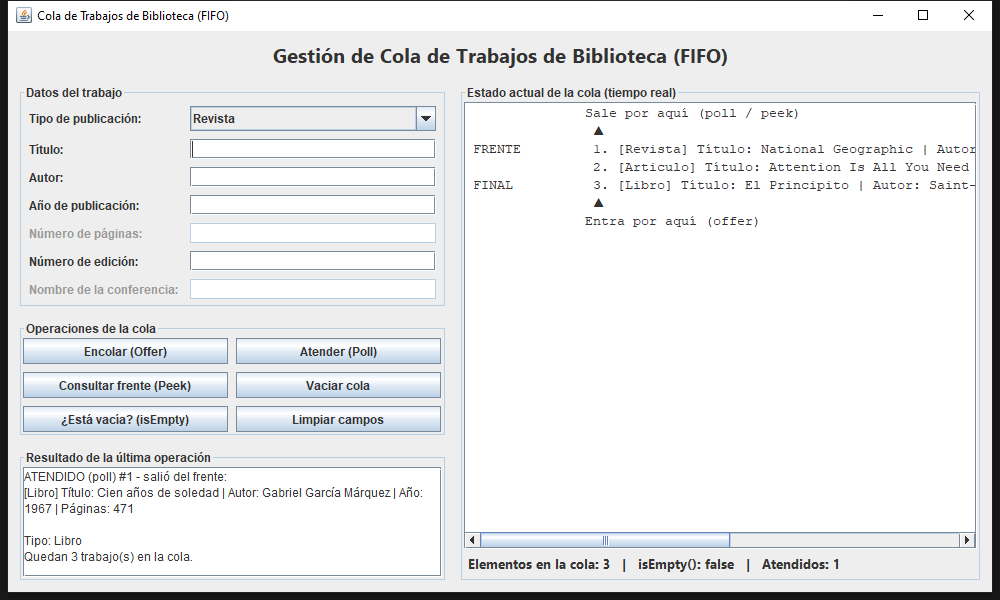 Cola de Trabajos de Biblioteca (FIFO)
Gestión de Cola de Trabajos de Biblioteca (FIFO)
Datos del trabajo
Tipo de publicación: Revista
Título:
Autor:
Año de publicación:
Número de páginas:
Número de edición:
Nombre de la conferencia:
Operaciones de la cola
Encolar (Offer) Atender (Poll)
Consultar frente (Peek) Vaciar cola
¿Está vacía? (isEmpty) Limpiar campos
Resultado de la última operación
ATENDIDO (poll) #1 - salió del frente:
[Libro] Título: Cien años de soledad | Autor: Gabriel García Márquez | Año:
1967 | Páginas: 471
Tipo: Libro
Quedan 3 trabajo(s) en la cola.
Estado actual de la cola (tiempo real)
Sale por aquí (poll / peek)
▲
FRENTE 1. [Revista] Título: National Geographic | Autor
2. [Articulo] Título: Attention Is All You Need
FINAL 3. [Libro] Título: El Principito | Autor: Saint-
▲
Entra por aquí (offer)
Elementos en la cola: 3 | isEmpty(): false | Atendidos: 1